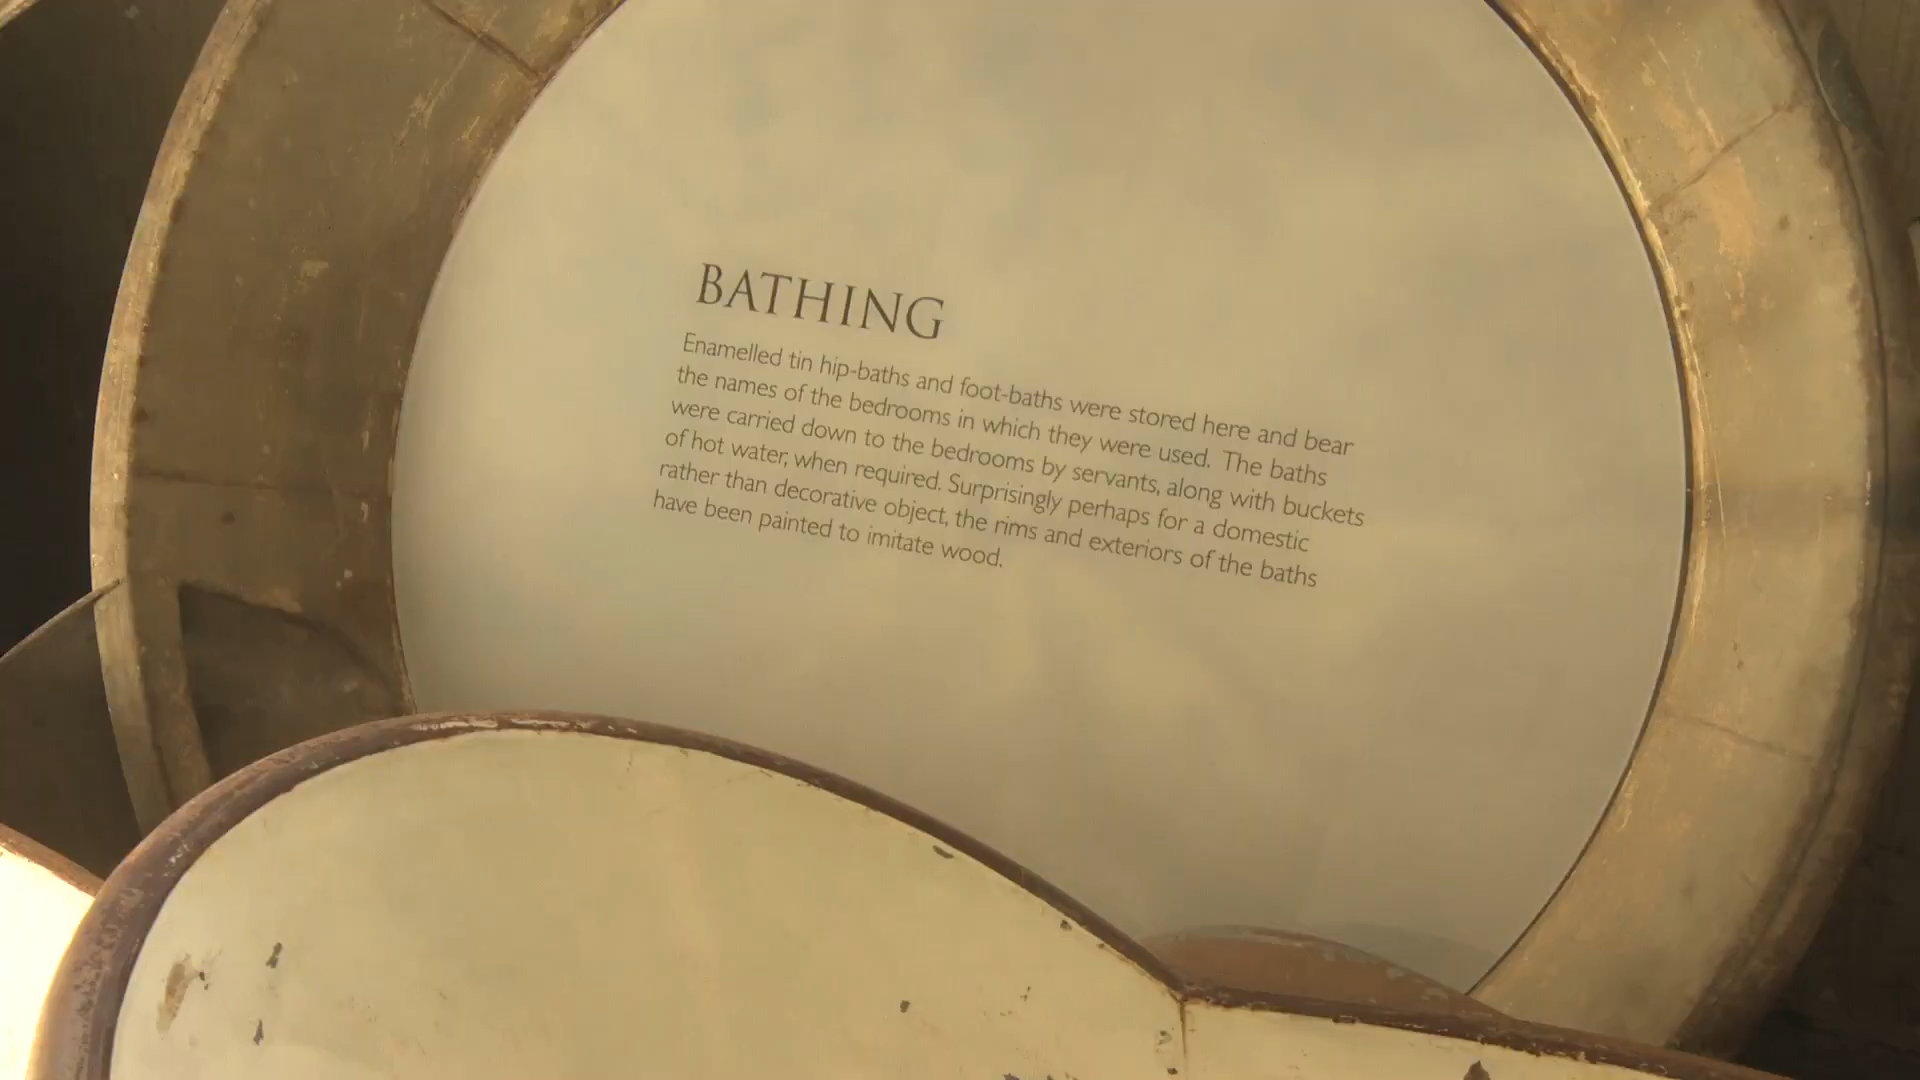 BATHING
Enamelled tin hip-baths and foot-baths were stored here and bear
the names of the bedrooms in which they were used. The baths
were carried down to the bedrooms by servants, along with buckets
of hot water, when required. Surprisingly perhaps for a domestic
rather than decorative object, the rims and exteriors of the baths
have been painted to imitate wood.